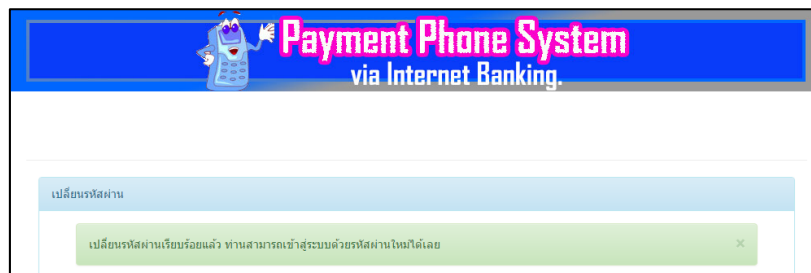 Payment Phone System
via Internet Banking.
เปลี่ยนรหัสผ่าน
เปลี่ยนรหัสผ่านเรียบร้อยแล้ว ท่านสามารถเข้าสู่ระบบด้วยรหัสผ่านใหม่ได้เลย ×